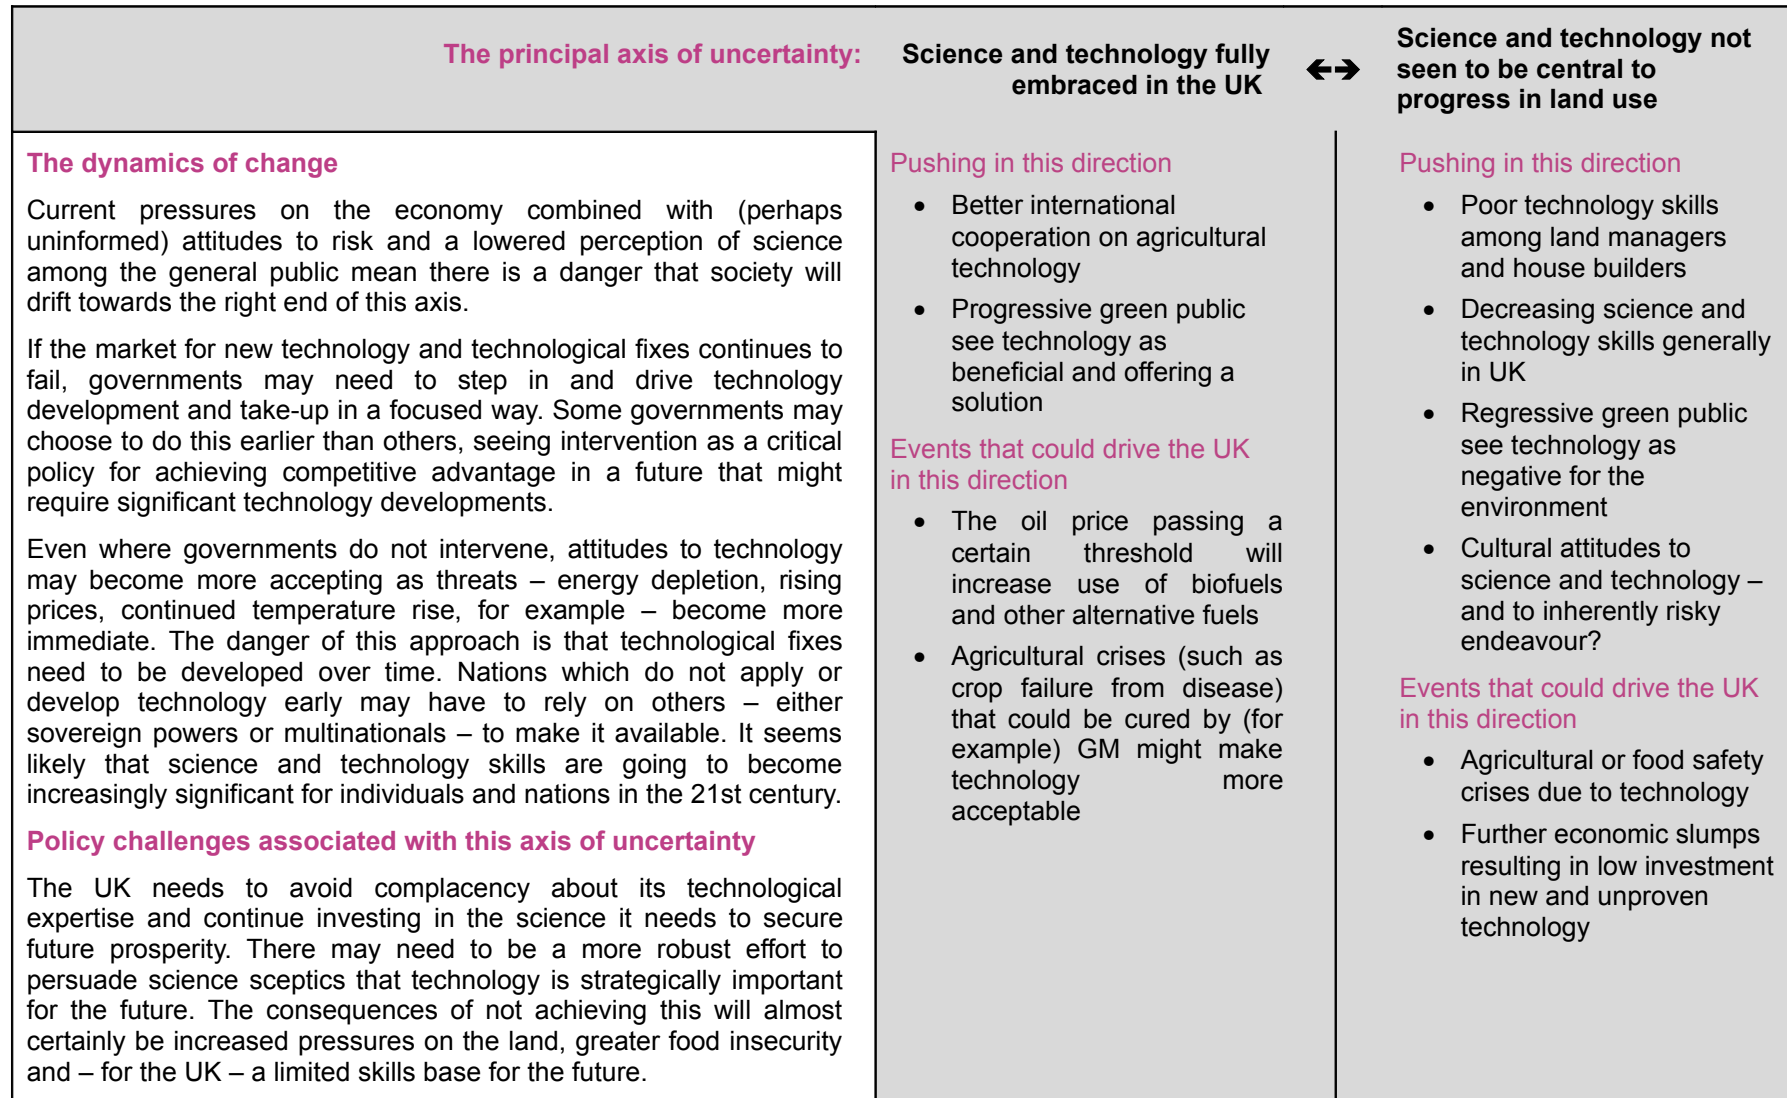 The principal axis of uncertainty:
Science and technology fully
embraced in the UK
←→
Science and technology not
seen to be central to
progress in land use
The dynamics of change
Current pressures on the economy combined with (perhaps
uninformed) attitudes to risk and a lowered perception of science
among the general public mean there is a danger that society will
drift towards the right end of this axis.
If the market for new technology and technological fixes continues to
fail, governments may need to step in and drive technology
development and take-up in a focused way. Some governments may
choose to do this earlier than others, seeing intervention as a critical
policy for achieving competitive advantage in a future that might
require significant technology developments.
Even where governments do not intervene, attitudes to technology
may become more accepting as threats – energy depletion, rising
prices, continued temperature rise, for example – become more
immediate. The danger of this approach is that technological fixes
need to be developed over time. Nations which do not apply or
develop technology early may have to rely on others – either
sovereign powers or multinationals – to make it available. It seems
likely that science and technology skills are going to become
increasingly significant for individuals and nations in the 21st century.
Policy challenges associated with this axis of uncertainty
The UK needs to avoid complacency about its technological
expertise and continue investing in the science it needs to secure
future prosperity. There may need to be a more robust effort to
persuade science sceptics that technology is strategically important
for the future. The consequences of not achieving this will almost
certainly be increased pressures on the land, greater food insecurity
and – for the UK – a limited skills base for the future.
Pushing in this direction
• Better international
cooperation on agricultural
technology
• Progressive green public
see technology as
beneficial and offering a
solution
Events that could drive the UK
in this direction
• The oil price passing a
certain threshold will
increase use of biofuels
and other alternative fuels
• Agricultural crises (such as
crop failure from disease)
that could be cured by (for
example) GM might make
technology more
acceptable
Pushing in this direction
• Poor technology skills
among land managers
and house builders
• Decreasing science and
technology skills generally
in UK
• Regressive green public
see technology as
negative for the
environment
• Cultural attitudes to
science and technology –
and to inherently risky
endeavour?
Events that could drive the UK
in this direction
• Agricultural or food safety
crises due to technology
• Further economic slumps
resulting in low investment
in new and unproven
technology